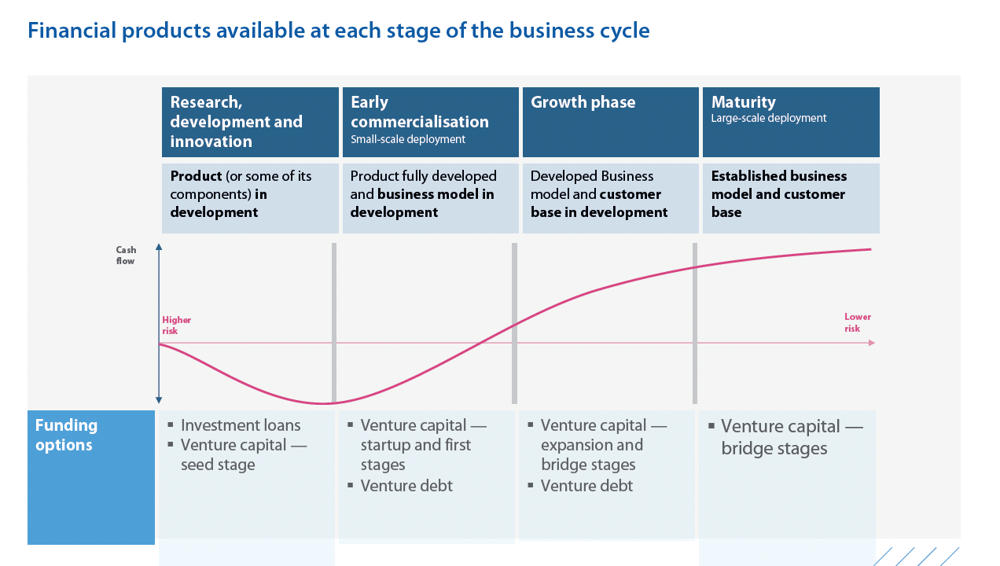 Financial products available at each stage of the business cycle
Research,
development and
innovation
Early
commercialisation
Small-scale deployment
Growth phase
Maturity
Large-scale deployment
Product (or some of its
components) in
development
Product fully developed
and business model in
development
Developed Business
model and customer
base in development
Established business
model and customer
base
Cash
flow
Higher
risk
Lower
risk
Funding
options
▪ Investment loans
▪ Venture capital —
seed stage
▪ Venture capital —
startup and first
stages
▪ Venture debt
▪ Venture capital —
expansion and
bridge stages
▪ Venture debt
▪ Venture capital —
bridge stages